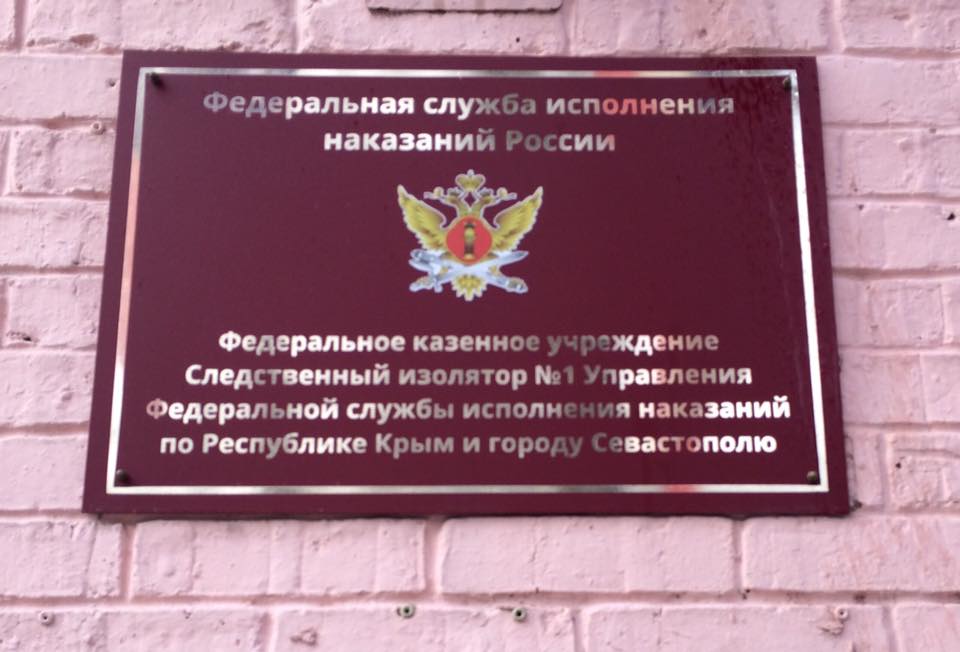 Федеральная служба исполнения
наказаний России
Федеральное казенное учреждение
Следственный изолятор №1 Управления
Федеральной службы исполнения наказаний
по Республике Крым и городу Севастополю